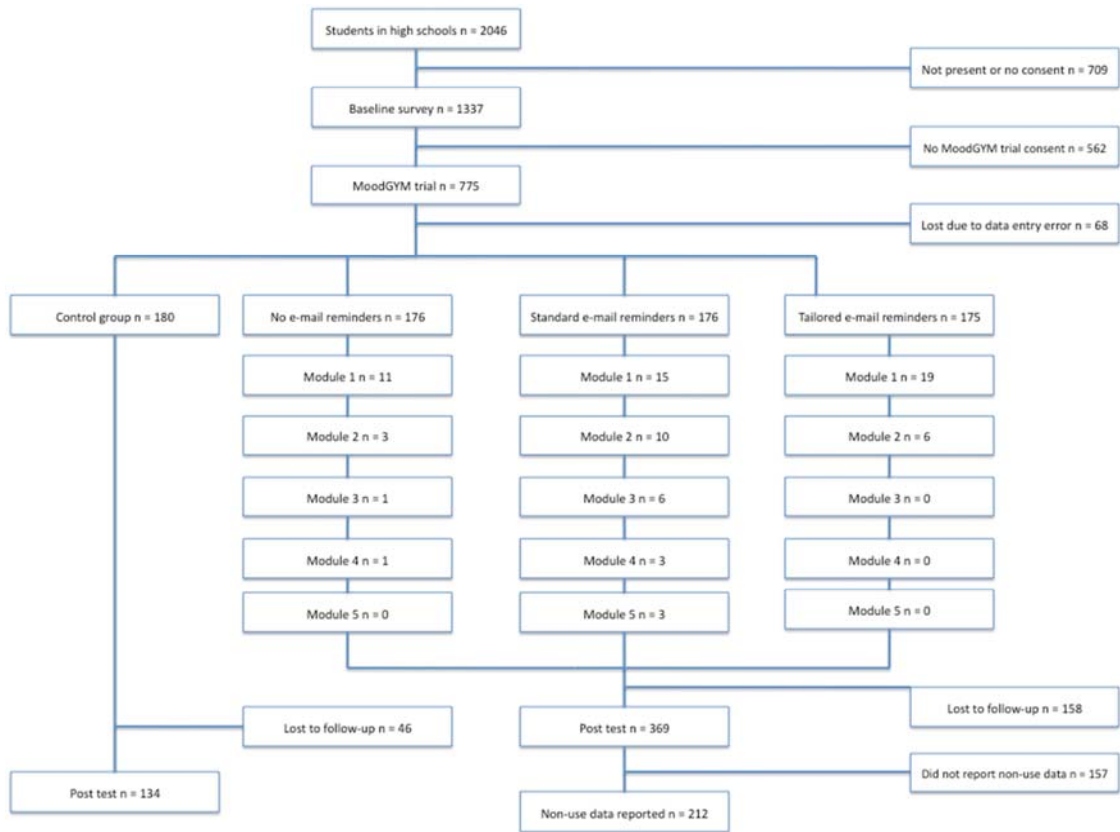 Students in high schools n = 2046
Not present or no consent n = 709
Baseline survey n = 1337
No MoodGYM trial consent n = 562
MoodGYM trial n = 775
Lost due to data entry error n = 68
Control group n = 180
No e-mail reminders n = 176
Standard e-mail reminders n = 176
Tailored e-mail reminders n = 175
Module 1 n = 11
Module 1 n = 15
Module 1 n = 19
Module 2 n = 3
Module 2 n = 10
Module 2 n = 6
Module 3 n = 1
Module 3 n = 6
Module 3 n = 0
Module 4 n = 1
Module 4 n = 3
Module 4 n = 0
Module 5 n = 0
Module 5 n = 3
Module 5 n = 0
Lost to follow-up n = 158
Lost to follow-up n = 46
Post test n = 369
Did not report non-use data n = 157
Post test n = 134
Non-use data reported n = 212